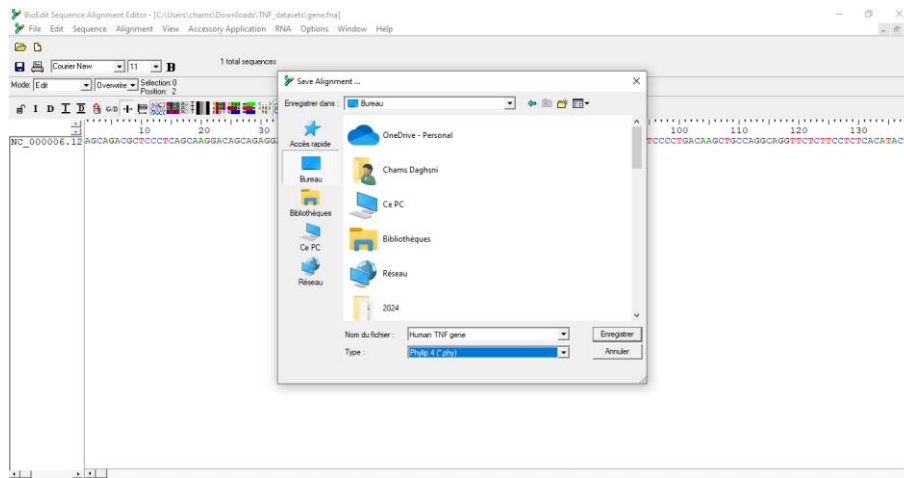 BioEdit Sequence Alignment Editor - [C:\Users\chams\Downloads\TNF_datasets\gene.fna]
File Edit Sequence Alignment View Accessory Application RNA Options Window Help
Courier New 11 B 1 total sequences
Mode: Edit Overwrite Selection: 0
Position: 2
I D I D G/D
10 20 30 100 110 120 130
NC_000006.12 AGCAGACGCTCCCTCAGCAAGGACAGCAGAGG TCCCCTGACAAGCTGCCAGGCAGGTTCTCTTCCTCTCACATAC
Save Alignment ...
Enregistrer dans : Bureau
Accès rapide
Bureau
Bibliothèques
Ce PC
Réseau
OneDrive - Personal
Chams Daghsni
Ce PC
Bibliothèques
Réseau
2024
Nom du fichier : Human TNF gene Enregistrer
Type : Phylip 4 (*.phy) Annuler